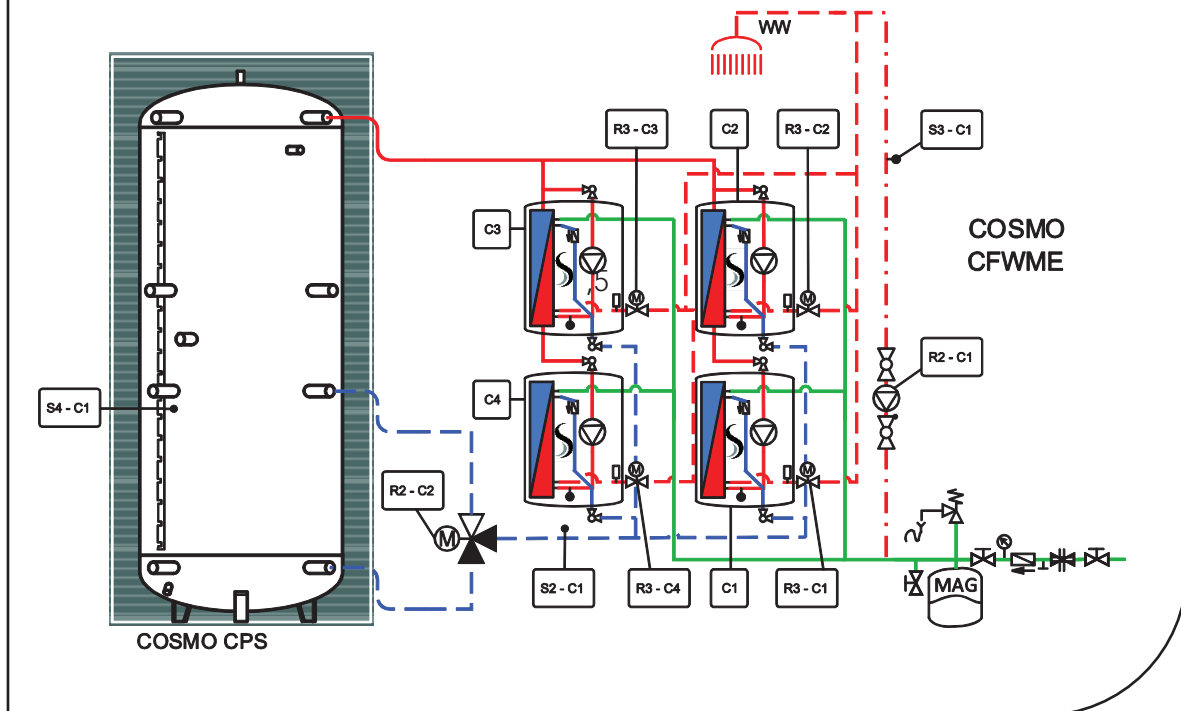 WW
R3 - C3
C2
R3 - C2
S3 - C1
C3
COSMO
CFWME
,5
M
M
R2 - C1
S4 - C1
C4
R2 - C2
M
M
M
S2 - C1
R3 - C4
C1
R3 - C1
MAG
COSMO CPS